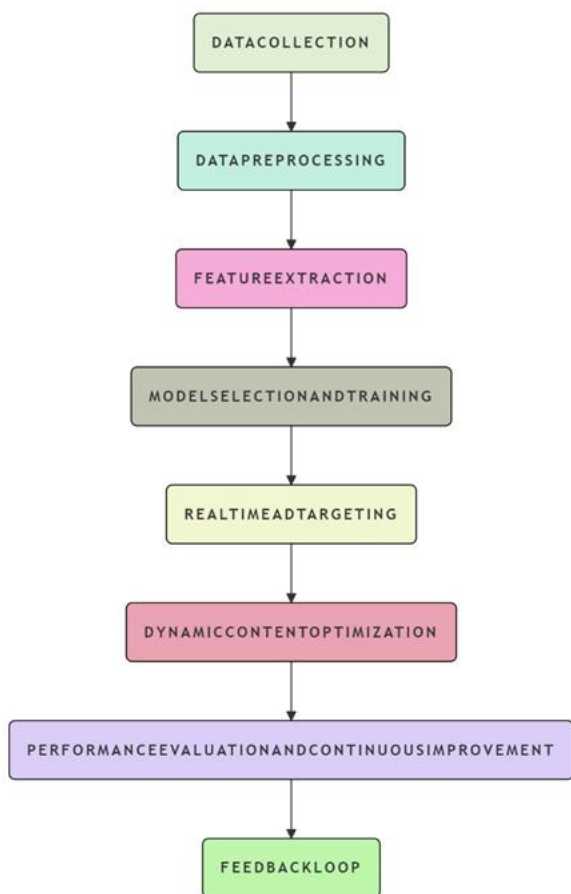 DATACOLLECTION
DATAPREPROCESSING
FEATUREEXTRACTION
MODELSELECTIONANDTRAINING
REALTIMEADTARGETING
DYNAMICCONTENTOPTIMIZATION
PERFORMANCEEVALUATIONANDCONTINUOUSIMPROVEMENT
FEEDBACKLOOP